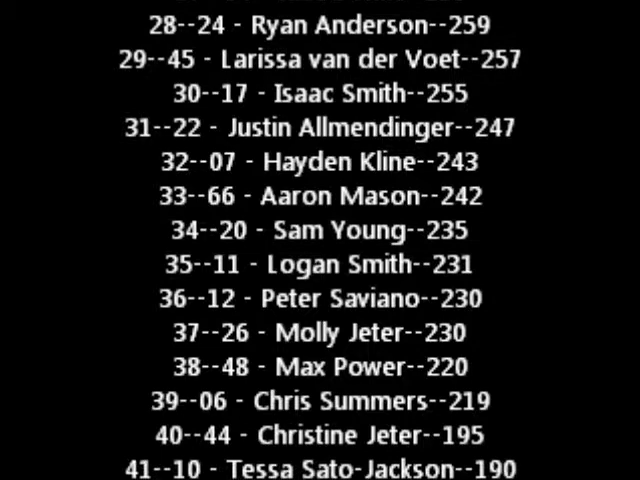 28--24 - Ryan Anderson--259
29--45 - Larissa van der Voet--257
30--17 - Isaac Smith--255
31--22 - Justin Allmendinger--247
32--07 - Hayden Kline--243
33--66 - Aaron Mason--242
34--20 - Sam Young--235
35--11 - Logan Smith--231
36--12 - Peter Saviano--230
37--26 - Molly Jeter--230
38--48 - Max Power--220
39--06 - Chris Summers--219
40--44 - Christine Jeter--195
41--10 - Tessa Sato-Jackson--190